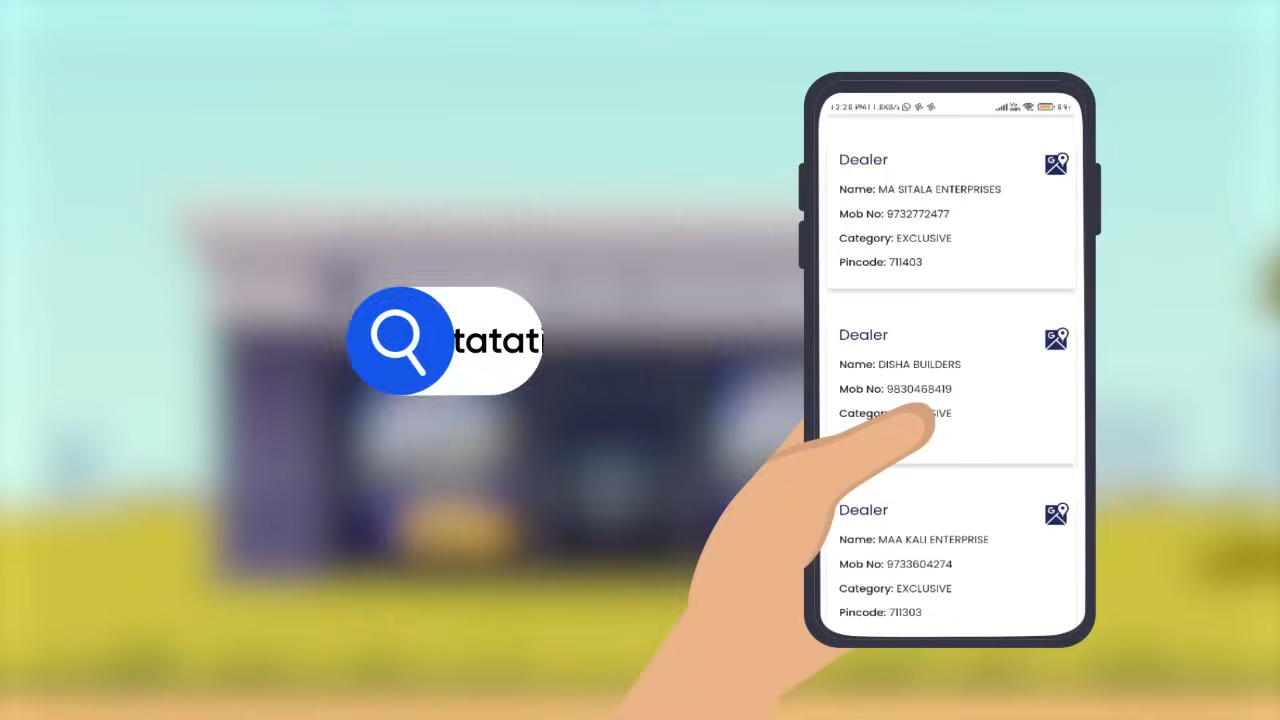 tatati
Dealer
Name: MA SITALA ENTERPRISES
Mob No: 9732772477
Category: EXCLUSIVE
Pincode: 711403
Dealer
Name: DISHA BUILDERS
Mob No: 9830468419
Dealer
Name: MAA KALI ENTERPRISE
Mob No: 9733604274
Category: EXCLUSIVE
Pincode: 711303